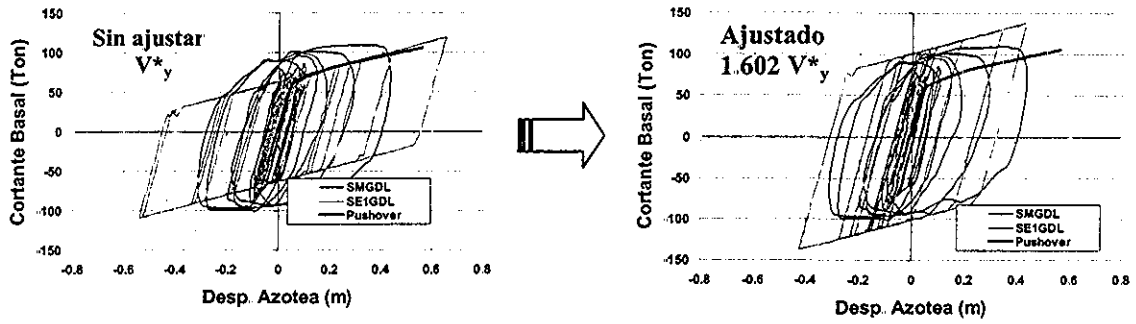 Sin ajustar
V*y
Cortante Basal (Ton)
150
100
50
0
-50
-100
-150
-0.8 -0.6 -0.4 -0.2 0 0.2 0.4 0.6 0.8
Desp. Azotea (m)
SMGDL
SE1GDL
Pushover
Ajustado
1.602 V*y
Cortante Basal (Ton)
150
100
50
0
-50
-100
-150
-0.8 -0.6 -0.4 -0.2 0 0.2 0.4 0.6 0.8
Desp. Azotea (m)
SMGDL
SE1GDL
Pushover